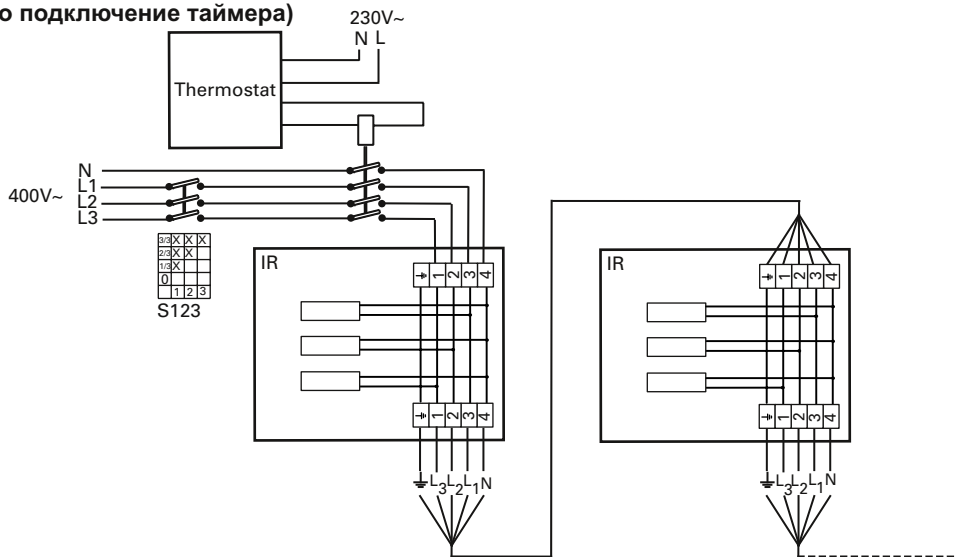 о подключение таймера)
230V~
N L
Thermostat
N
L1
400V~
L2
L3
3/3 X X X
2/3 X X
1/3 X
0
1 2 3
S123
IR
⏚ 1 2 3 4
⏚ 1 2 3 4
⏚ L3 L2 L1 N
IR
⏚ 1 2 3 4
⏚ 1 2 3 4
⏚ L3 L2 L1 N